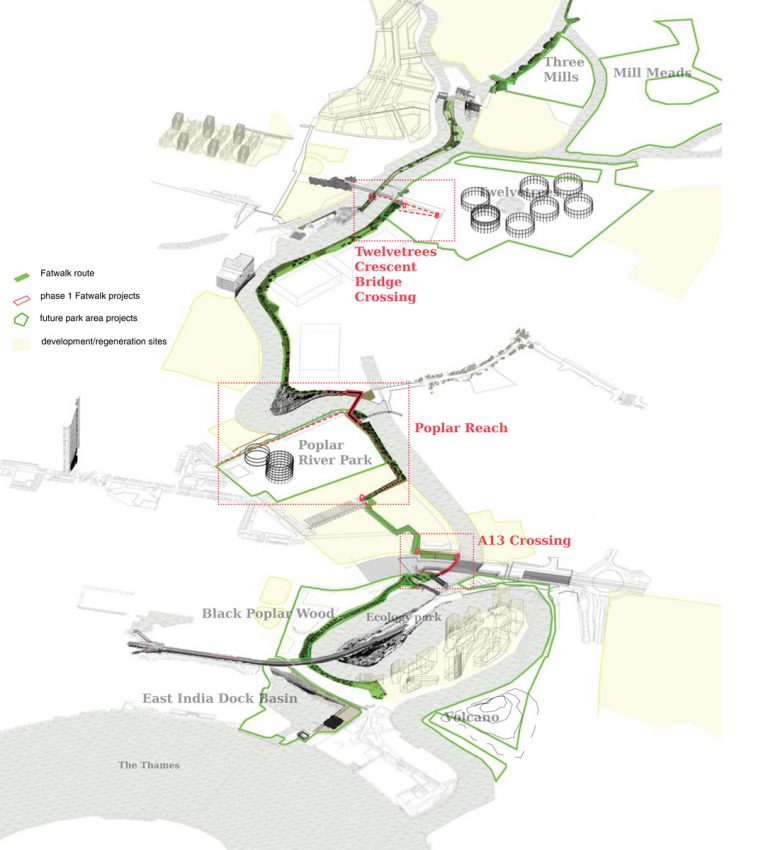 Three
Mills
Mill Meads
Twelvetrees
Twelvetrees
Crescent
Bridge
Crossing
Fatwalk route
phase 1 Fatwalk projects
future park area projects
development/regeneration sites
Poplar Reach
Poplar
River Park
A13 Crossing
Black Poplar Wood
Ecology park
East India Dock Basin
Volcano
The Thames